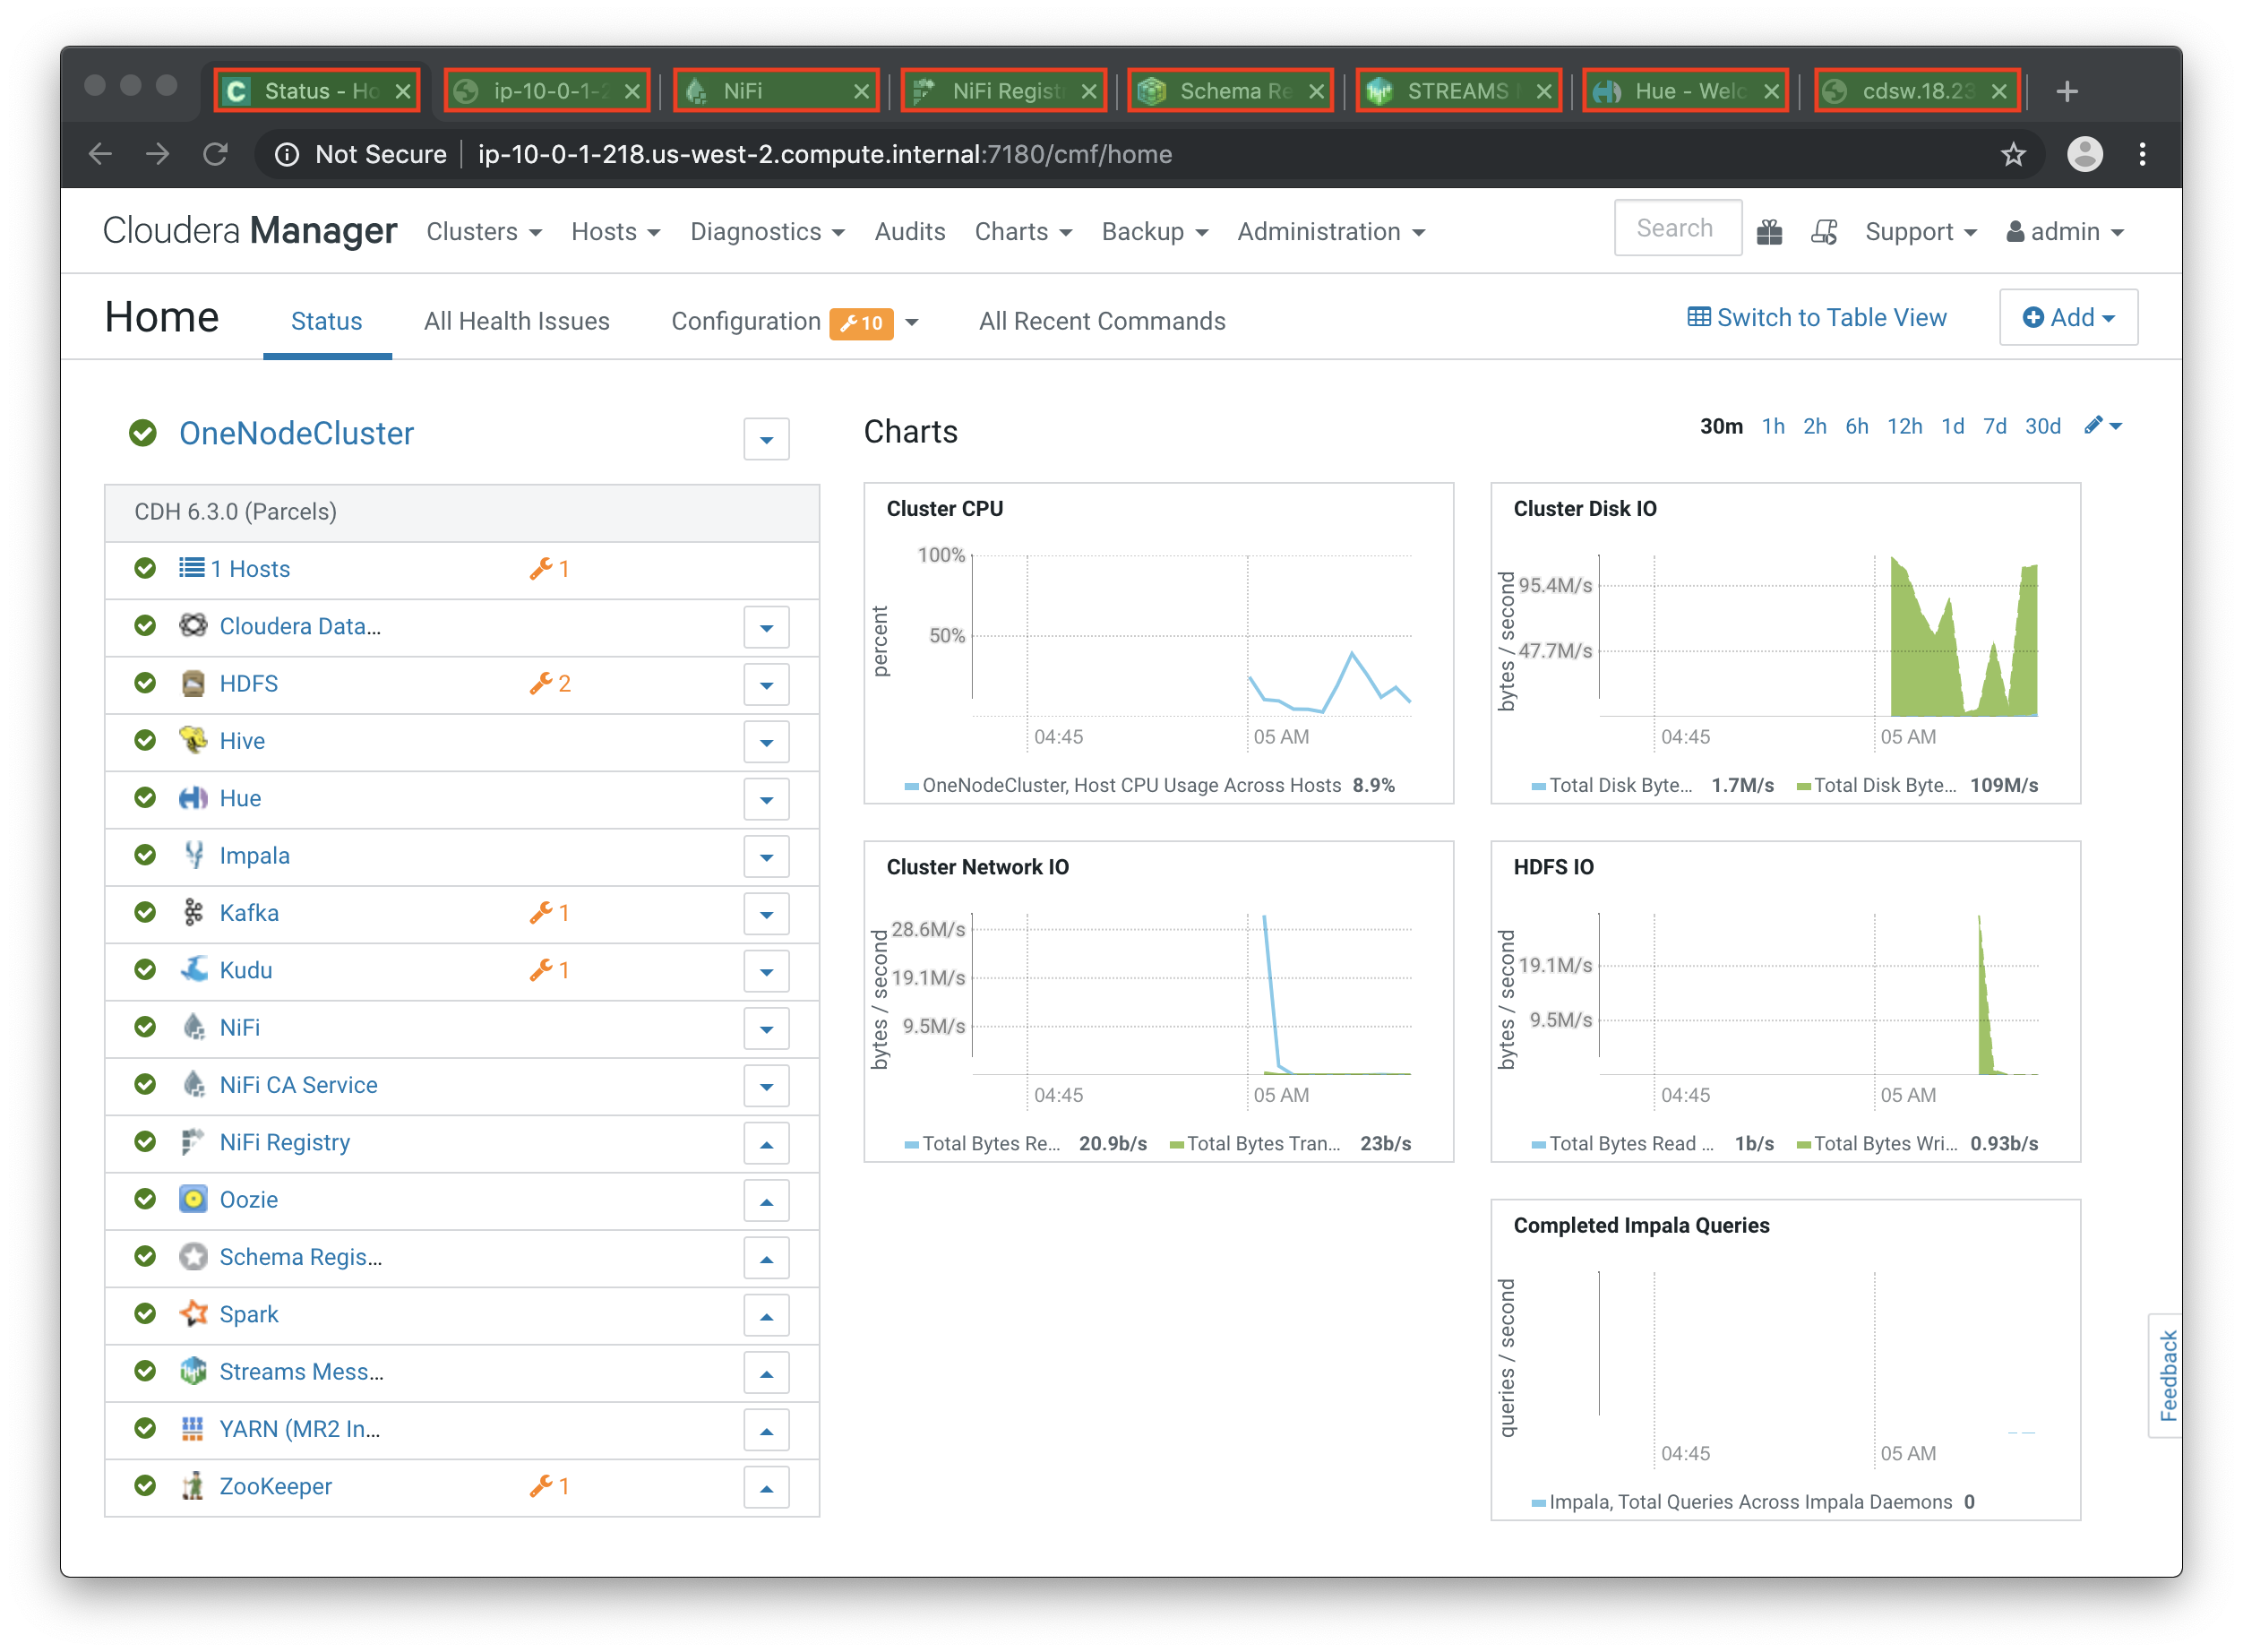 Status - Ho
ip-10-0-1-2
NiFi
NiFi Regist
Schema Re
STREAMS
Hue - Welc
cdsw.18.23
Not Secure ip-10-0-1-218.us-west-2.compute.internal:7180/cmf/home
Cloudera Manager Clusters Hosts Diagnostics Audits Charts Backup Administration Search Support admin
Home Status All Health Issues Configuration 10 All Recent Commands Switch to Table View Add
OneNodeCluster
CDH 6.3.0 (Parcels)
1 Hosts 1
Cloudera Data...
HDFS 2
Hive
Hue
Impala
Kafka 1
Kudu 1
NiFi
NiFi CA Service
NiFi Registry
Oozie
Schema Regis...
Spark
Streams Mess...
YARN (MR2 In...
ZooKeeper 1
Charts
30m 1h 2h 6h 12h 1d 7d 30d
Cluster CPU
percent
100%
50%
04:45 05 AM
OneNodeCluster, Host CPU Usage Across Hosts 8.9%
Cluster Disk IO
bytes / second
95.4M/s
47.7M/s
04:45 05 AM
Total Disk Byte... 1.7M/s Total Disk Byte... 109M/s
Cluster Network IO
bytes / second
28.6M/s
19.1M/s
9.5M/s
04:45 05 AM
Total Bytes Re... 20.9b/s Total Bytes Tran... 23b/s
HDFS IO
bytes / second
19.1M/s
9.5M/s
04:45 05 AM
Total Bytes Read ... 1b/s Total Bytes Wri... 0.93b/s
Completed Impala Queries
queries / second
04:45 05 AM
Impala, Total Queries Across Impala Daemons 0
Feedback